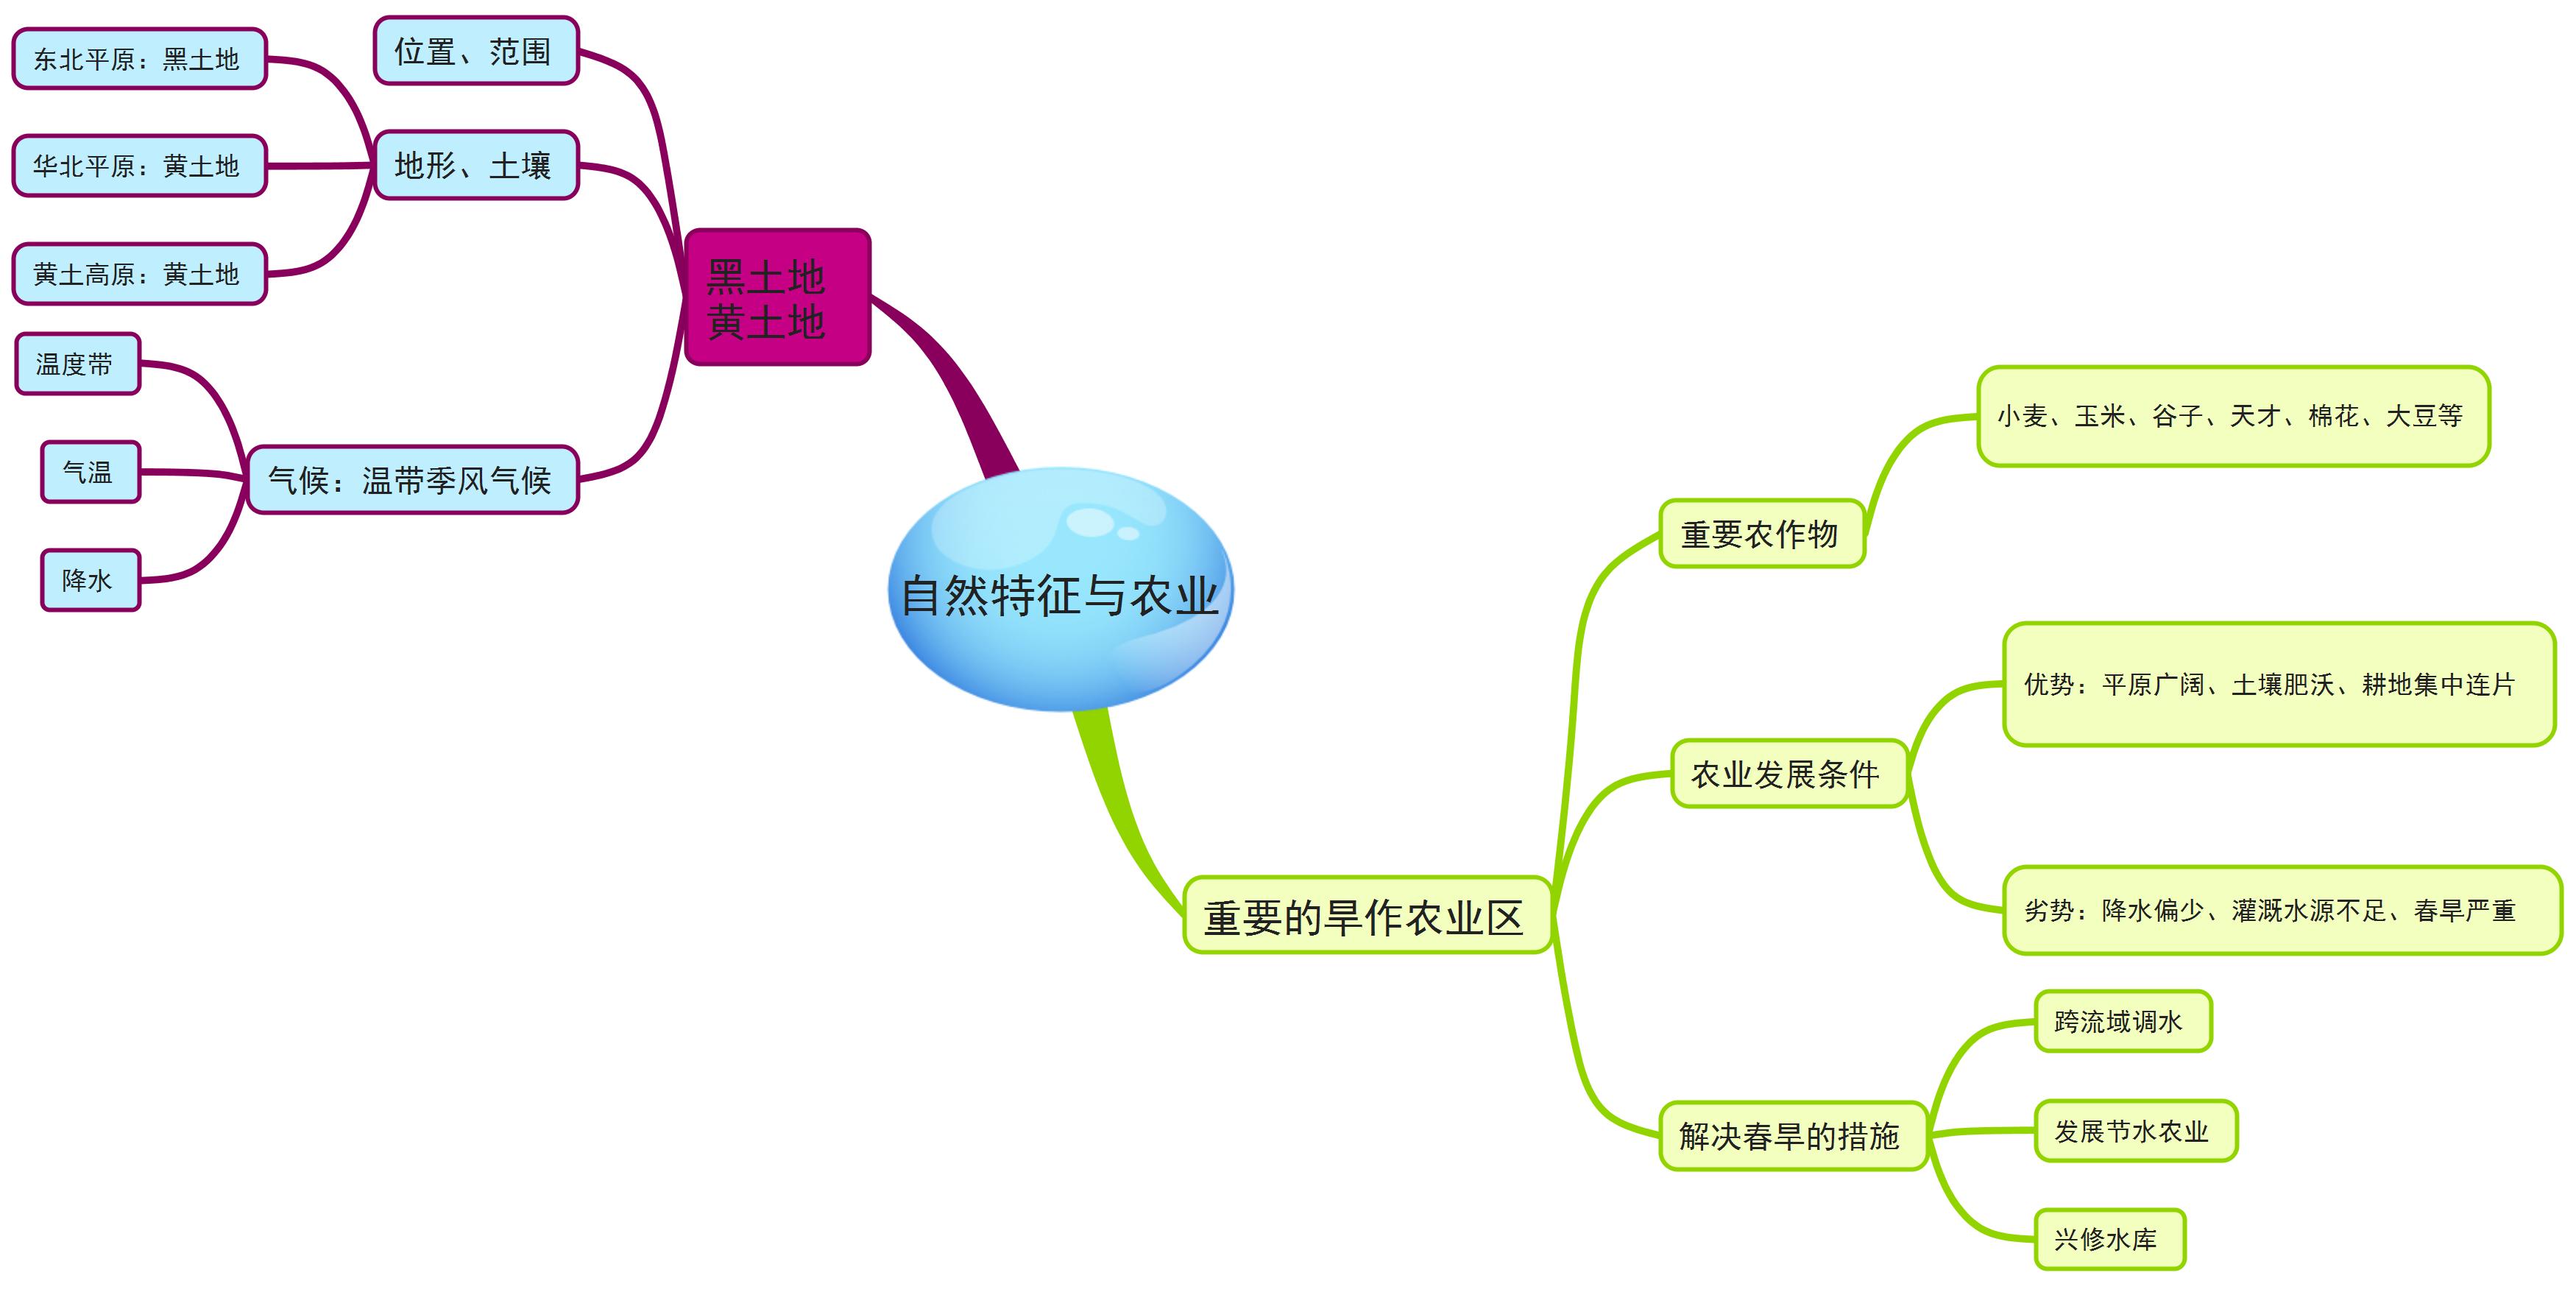 位置、范围
东北平原：黑土地
地形、土壤
华北平原：黄土地
黄土高原：黄土地
黑土地
黄土地
温度带
气温
气候：温带季风气候
降水
自然特征与农业
小麦、玉米、谷子、天才、棉花、大豆等
重要农作物
优势：平原广阔、土壤肥沃、耕地集中连片
农业发展条件
劣势：降水偏少、灌溉水源不足、春旱严重
重要的旱作农业区
跨流域调水
解决春旱的措施
发展节水农业
兴修水库